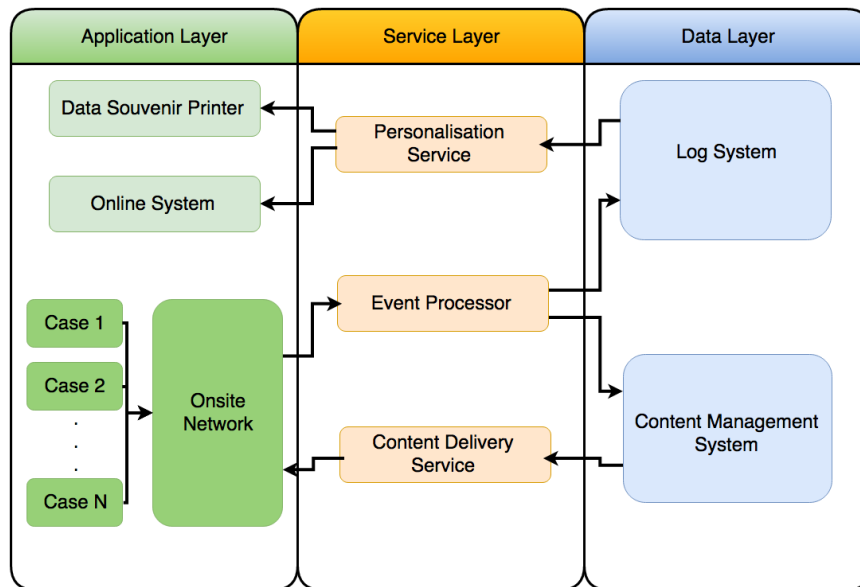 Application Layer
Service Layer
Data Layer
Data Souvenir Printer
Personalisation
Service
Log System
Online System
Event Processor
Case 1
Case 2
.
.
.
Case N
Onsite
Network
Content Delivery
Service
Content Management
System